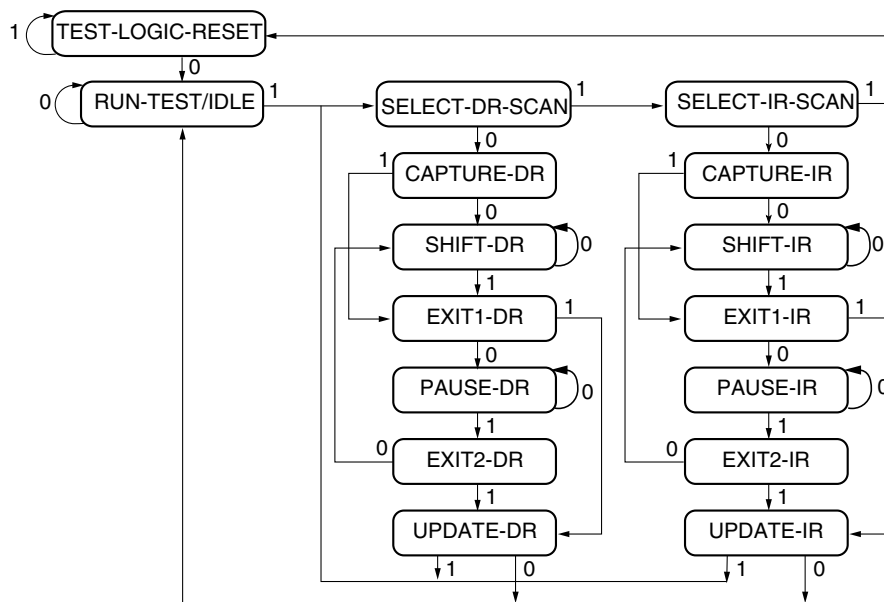 1 TEST-LOGIC-RESET
0
0 RUN-TEST/IDLE 1 SELECT-DR-SCAN 1 SELECT-IR-SCAN 1
0 0
1 CAPTURE-DR 1 CAPTURE-IR
0 0
SHIFT-DR 0 SHIFT-IR 0
1 1
EXIT1-DR 1 EXIT1-IR 1
0 0
PAUSE-DR 0 PAUSE-IR 0
1 1
0 EXIT2-DR 0 EXIT2-IR
1 1
UPDATE-DR UPDATE-IR
1 0 1 0